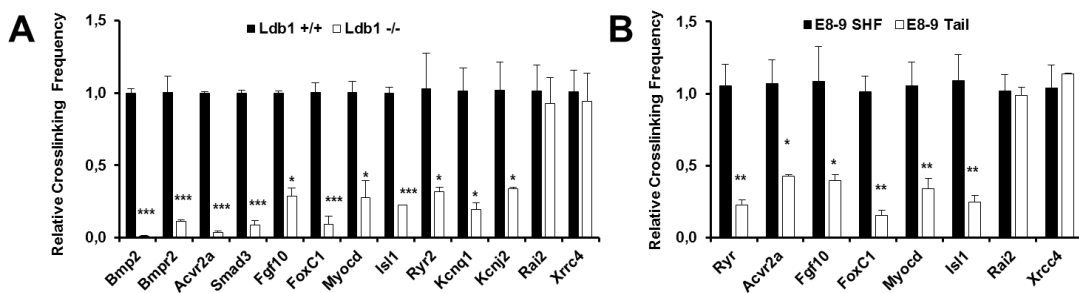 A
Ldb1 +/+ Ldb1 -/-
Relative Crosslinking Frequency
1,5
1,0
0,5
0,0
*** *** *** *** * *** * *** * * *
Bmp2 Bmpr2 Acvr2a Smad3 Fgf10 FoxC1 Myocd Isl1 Ryr2 Kcnq1 Kcnj2 Rai2 Xrcc4
B
E8-9 SHF E8-9 Tail
Relative Crosslinking Frequency
1,5
1,0
0,5
0,0
** * * ** ** **
Ryr Acvr2a Fgf10 FoxC1 Myocd Isl1 Rai2 Xrcc4